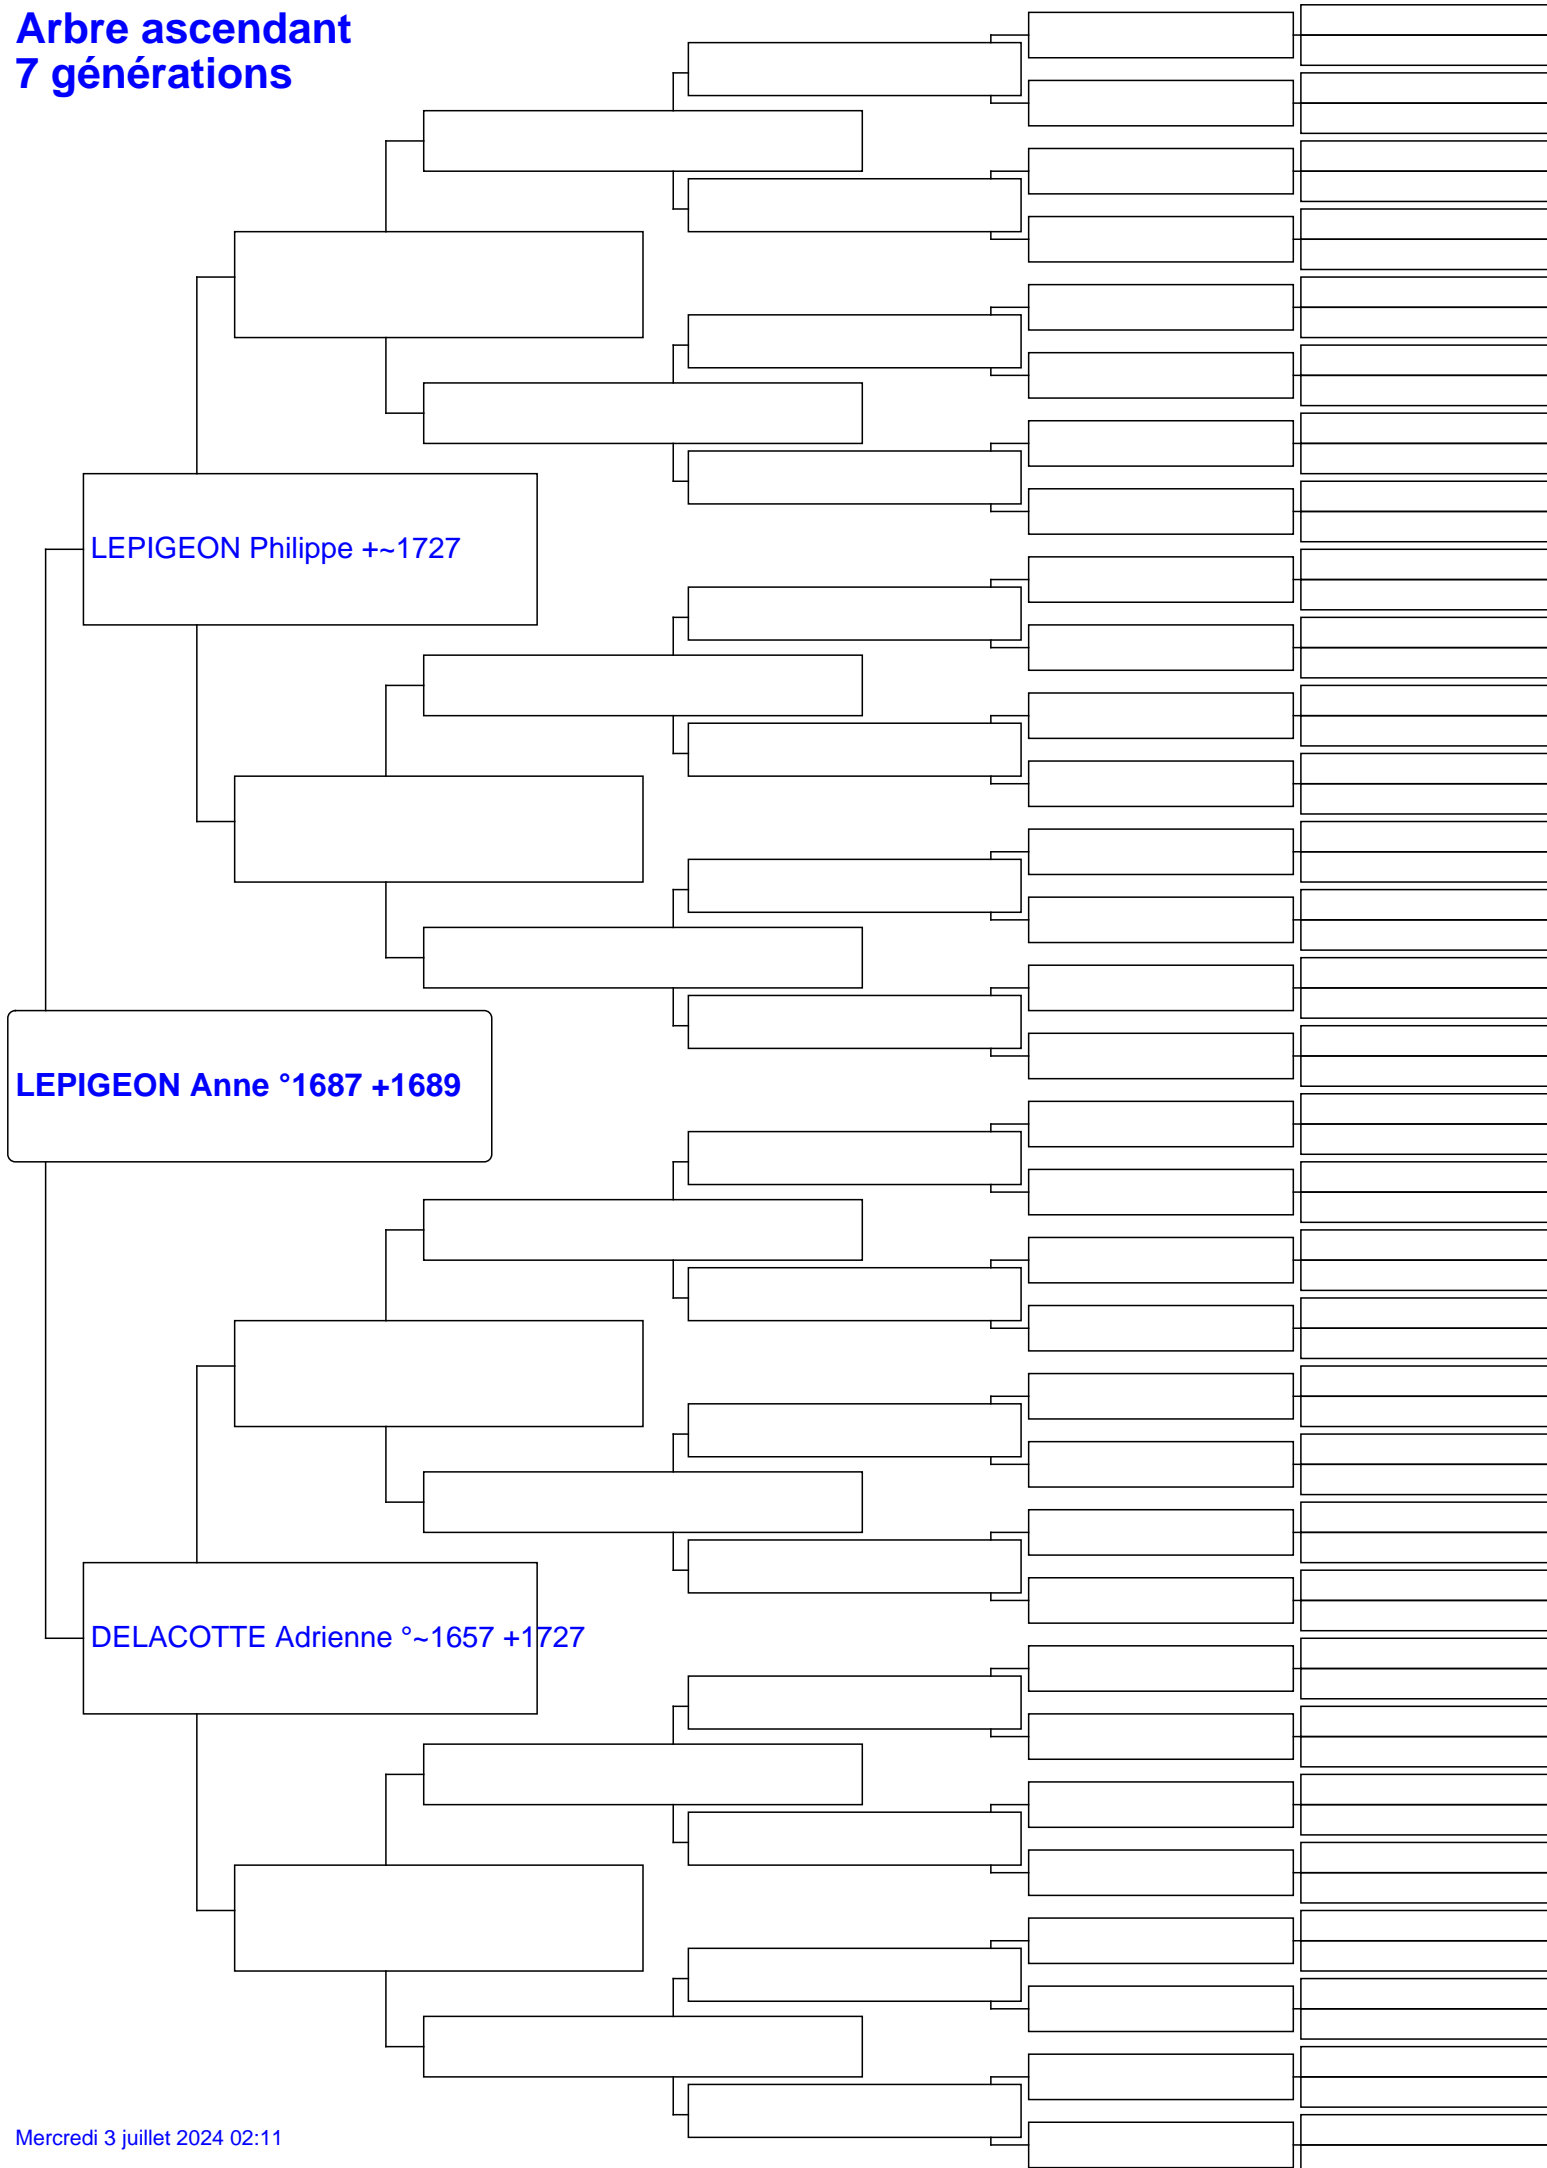 Arbre ascendant
7 générations
LEPIGEON Philippe +~1727
LEPIGEON Anne °1687 +1689
DELACOTTE Adrienne °~1657 +1727
Mercredi 3 juillet 2024 02:11